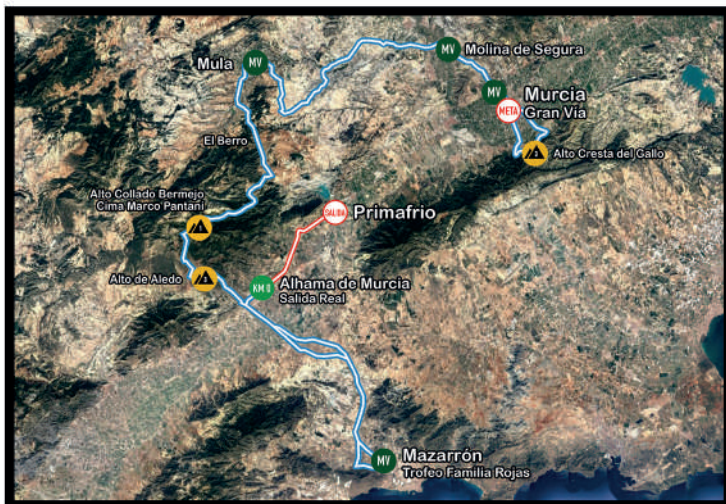 Mula
MV
MV
Molina de Segura
MV
Murcia
META
Gran Vía
El Berro
Alto Cresta del Gallo
Alto Collado Bermejo
Cima Marco Pantani
SALIDA
Primafrio
Alto de Aledo
3
KM 0
Alhama de Murcia
Salida Real
MV
Mazarrón
Trofeo Familia Rojas